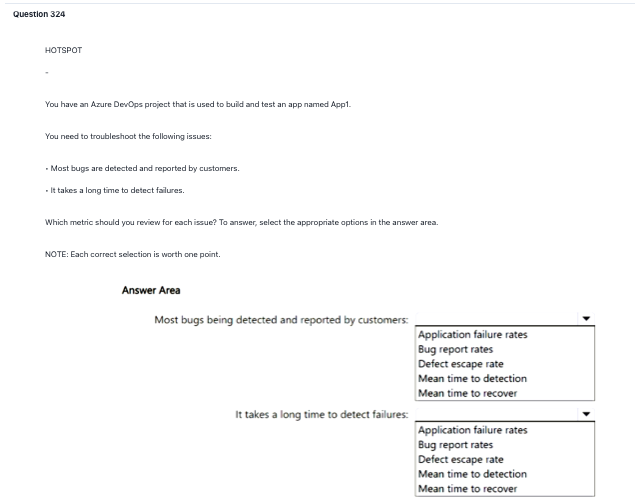 Question 324
HOTSPOT
-
You have an Azure DevOps project that is used to build and test an app named App1.
You need to troubleshoot the following issues:
• Most bugs are detected and reported by customers.
• It takes a long time to detect failures.
Which metric should you review for each issue? To answer, select the appropriate options in the answer area.
NOTE: Each correct selection is worth one point.
Answer Area
Most bugs being detected and reported by customers:
Application failure rates
Bug report rates
Defect escape rate
Mean time to detection
Mean time to recover
It takes a long time to detect failures:
Application failure rates
Bug report rates
Defect escape rate
Mean time to detection
Mean time to recover